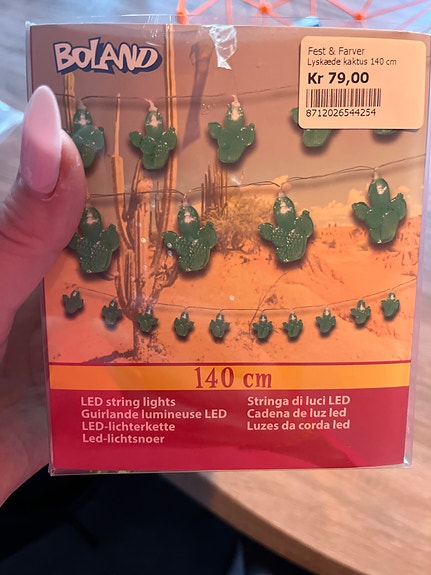 BOLAND
Fest & Farver
Lyskæde kaktus 140 cm
Kr 79,00
8712026544254
140 cm
LED string lights
Guirlande lumineuse LED
LED-lichterkette
Led-lichtsnoer
Stringa di luci LED
Cadena de luz led
Luzes da corda led